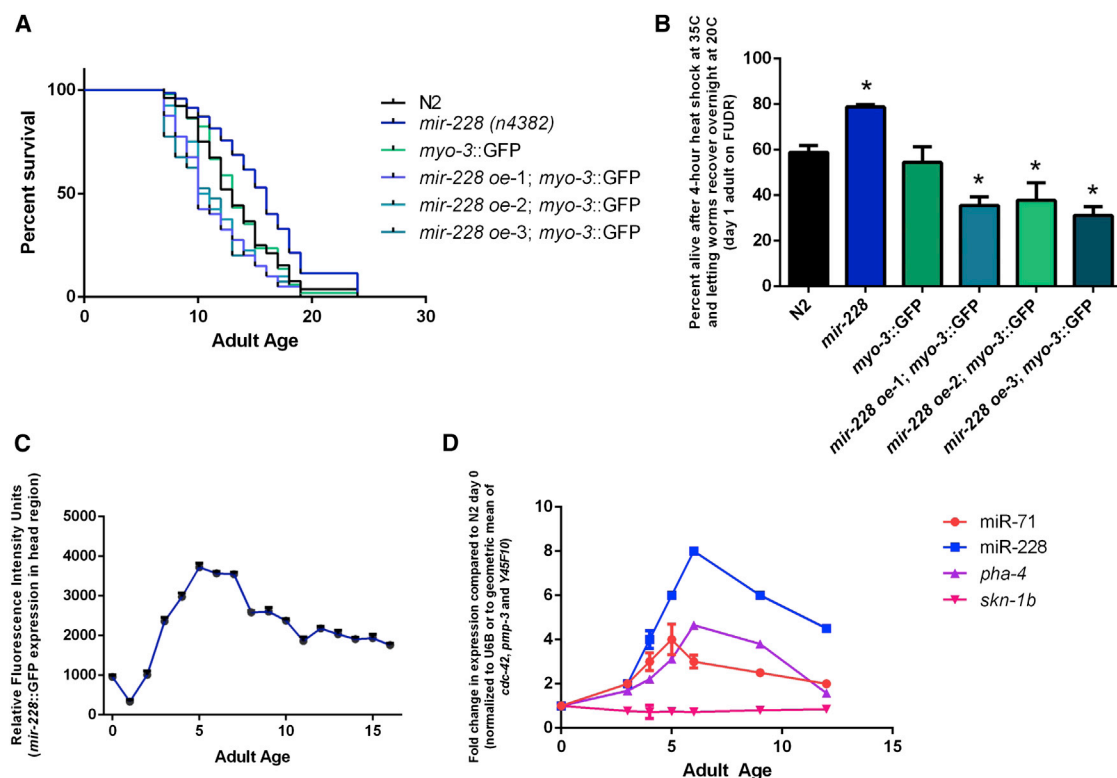 A
Percent survival
100
50
0
0
10
20
30
Adult Age
N2
mir-228 (n4382)
myo-3::GFP
mir-228 oe-1; myo-3::GFP
mir-228 oe-2; myo-3::GFP
mir-228 oe-3; myo-3::GFP
B
Percent alive after 4-hour heat shock at 35C
and letting worms recover overnight at 20C
(day 1 adult on FUDR)
100
80
60
40
20
0
*
*
*
*
N2
mir-228
myo-3::GFP
mir-228 oe-1; myo-3::GFP
mir-228 oe-2; myo-3::GFP
mir-228 oe-3; myo-3::GFP
C
Relative Fluorescence Intensity Units
(mir-228::GFP expression in head region)
5000
4000
3000
2000
1000
0
0
5
10
15
Adult Age
D
Fold change in expression compared to N2 day 0
(normalized to U6B or to geometric mean of
cdc-42, pmp-3 and Y45F10)
10
8
6
4
2
0
0
5
10
15
Adult Age
miR-71
miR-228
pha-4
skn-1b